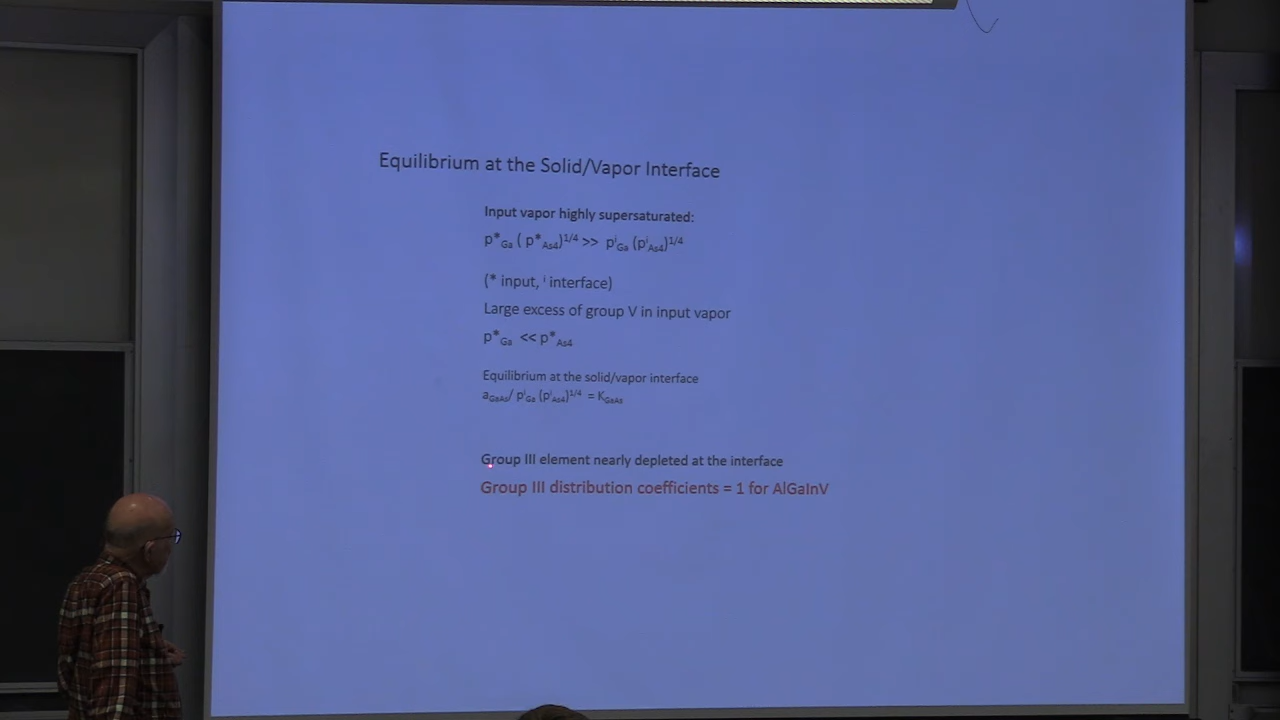 Equilibrium at the Solid/Vapor Interface
Input vapor highly supersaturated:
p*Ga ( p*As4)1/4 >> piGa (piAs4)1/4
(* input, i interface)
Large excess of group V in input vapor
p*Ga << p*As4
Equilibrium at the solid/vapor interface
aGaAs/ piGa (piAs4)1/4 = KGaAs
Group III element nearly depleted at the interface
Group III distribution coefficients = 1 for AlGaInV